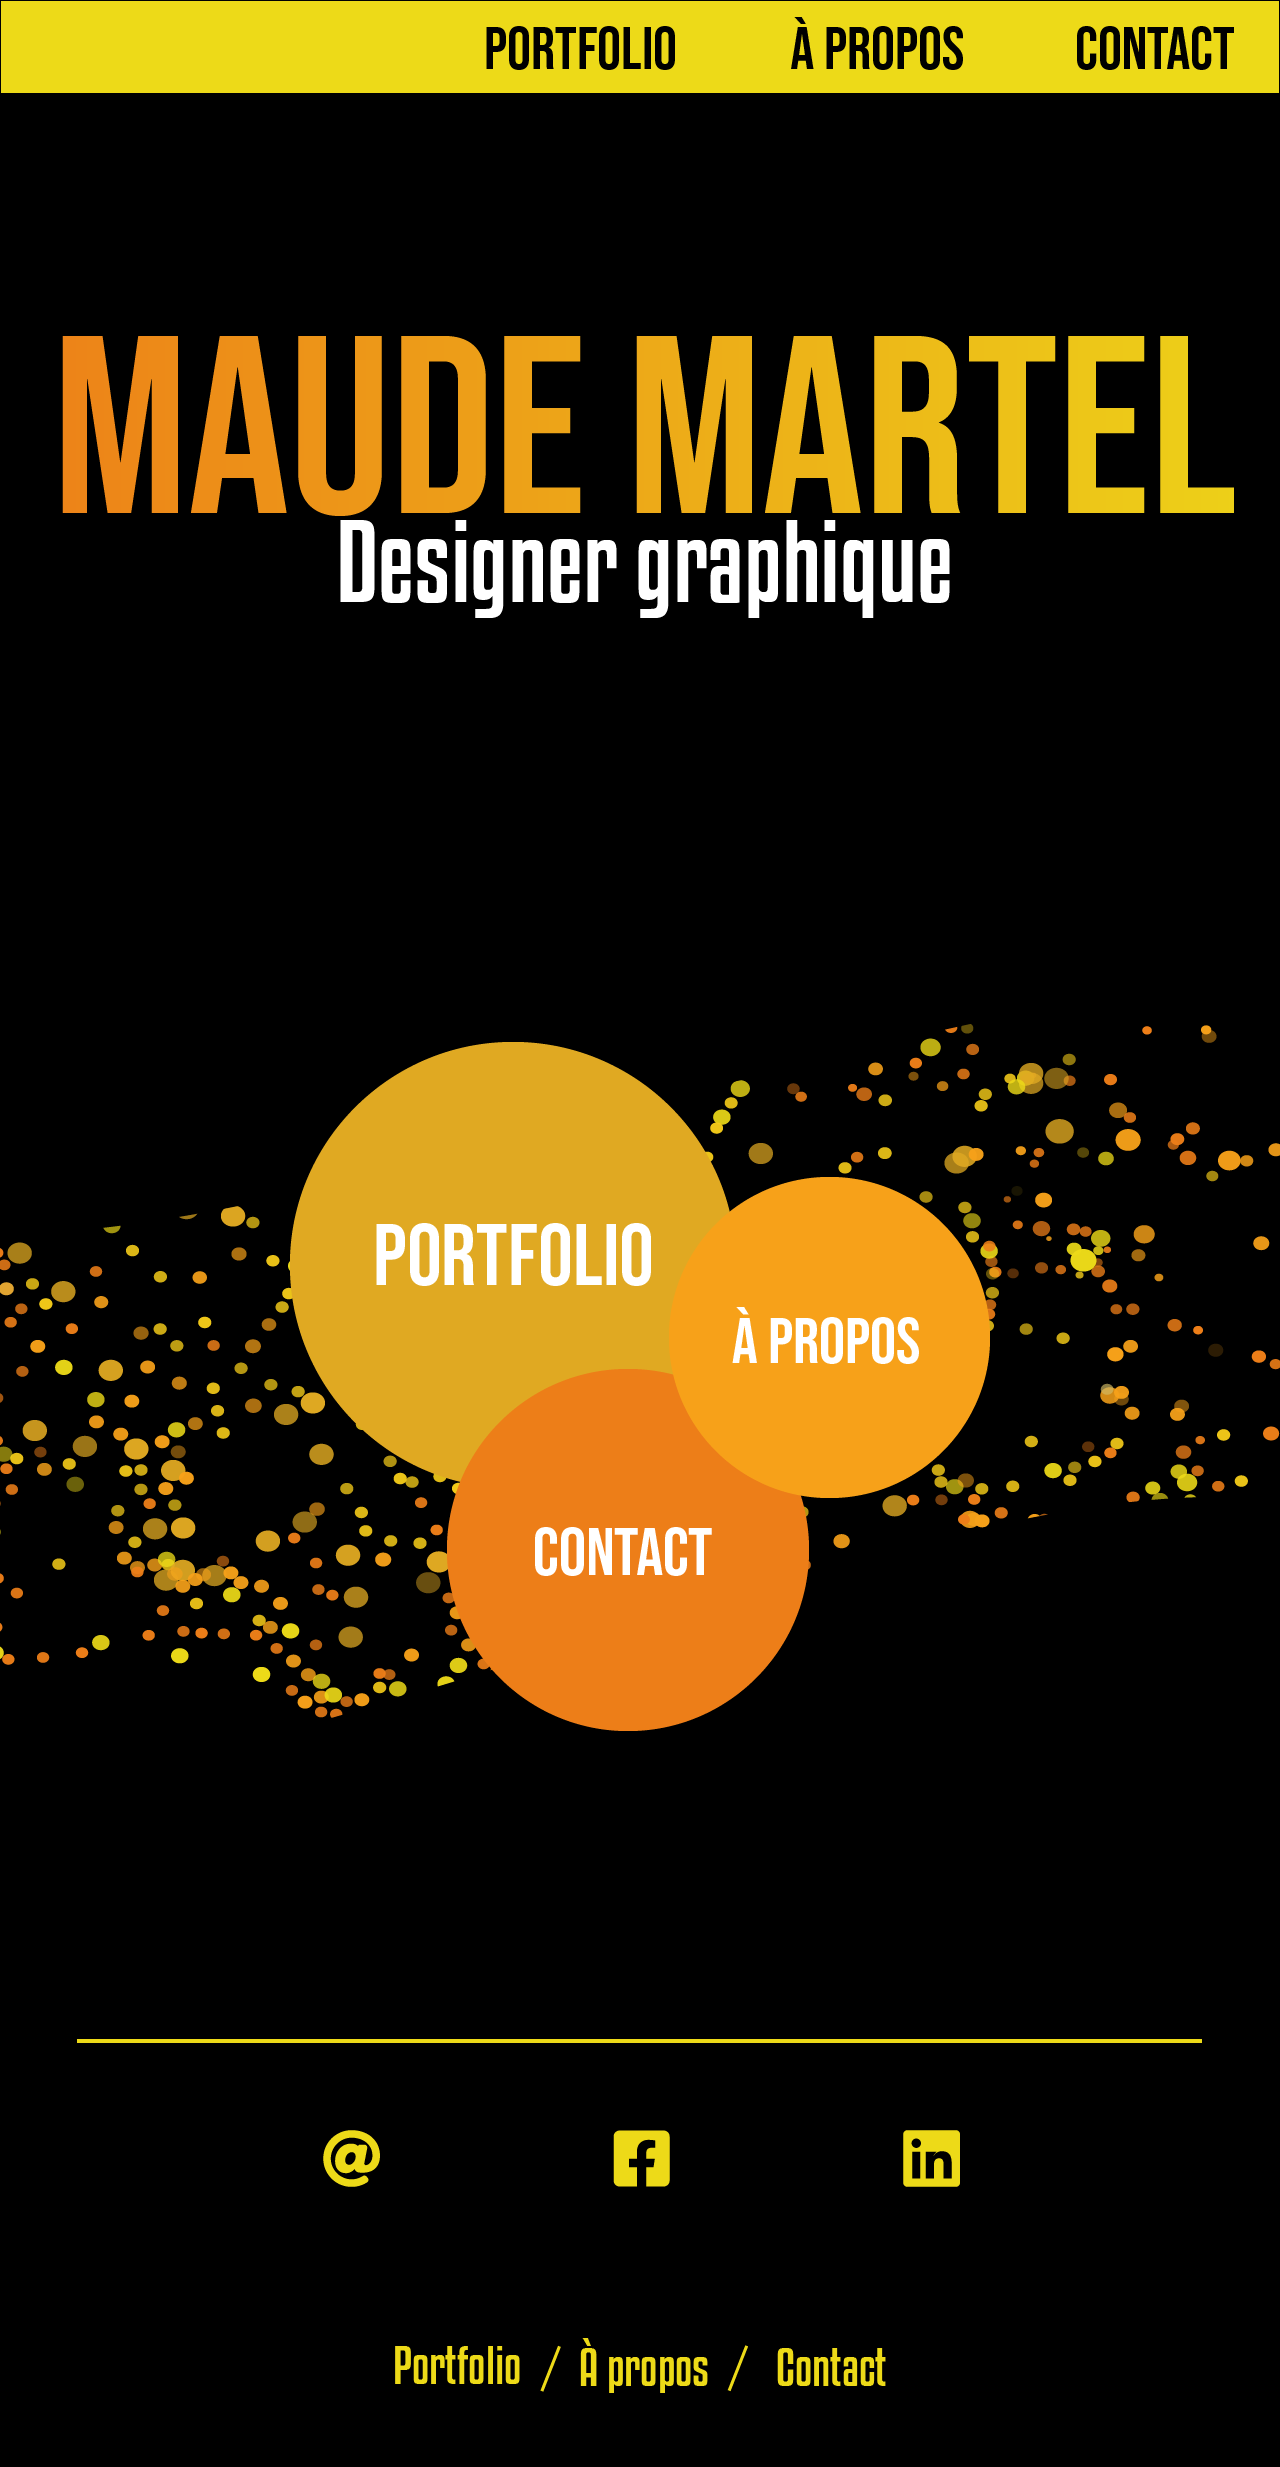 PORTFOLIO À PROPOS CONTACT
MAUDE MARTEL
Designer graphique
PORTFOLIO
À PROPOS
CONTACT
Portfolio / À propos / Contact